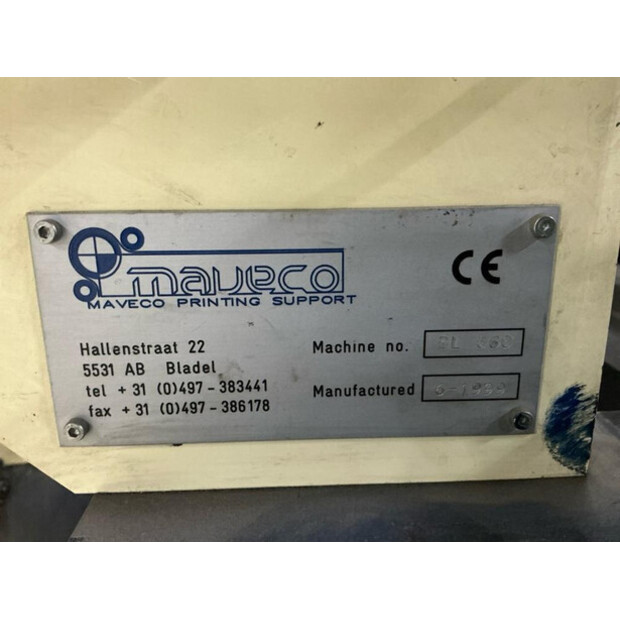 maveco
MAVECO PRINTING SUPPORT
CE
Hallenstraat 22
5531 AB Bladel
tel + 31 (0)497 - 383441
fax + 31 (0)497 - 386178
Machine no.
Manufactured